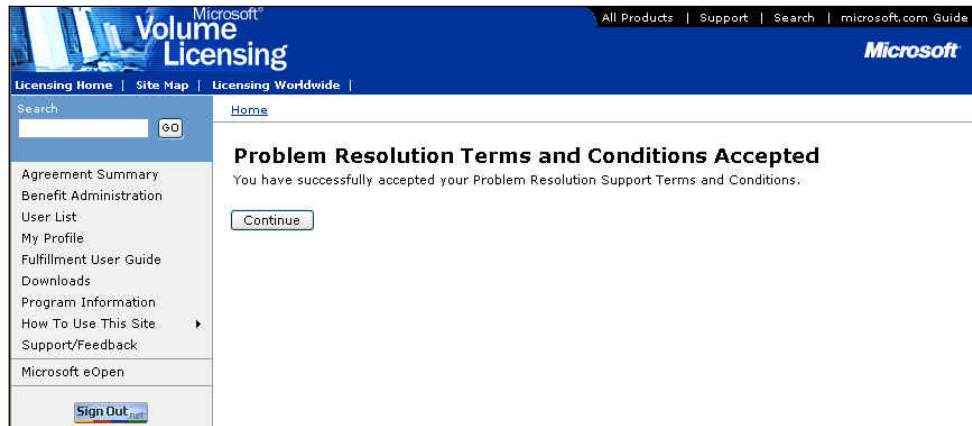 Microsoft®
Volume
Licensing
All Products | Support | Search | microsoft.com Guide
Microsoft
Licensing Home | Site Map | Licensing Worldwide |
Search
GO
Home
Problem Resolution Terms and Conditions Accepted
You have successfully accepted your Problem Resolution Support Terms and Conditions.
Continue
Agreement Summary
Benefit Administration
User List
My Profile
Fulfillment User Guide
Downloads
Program Information
How To Use This Site
Support/Feedback
Microsoft eOpen
Sign Out .net